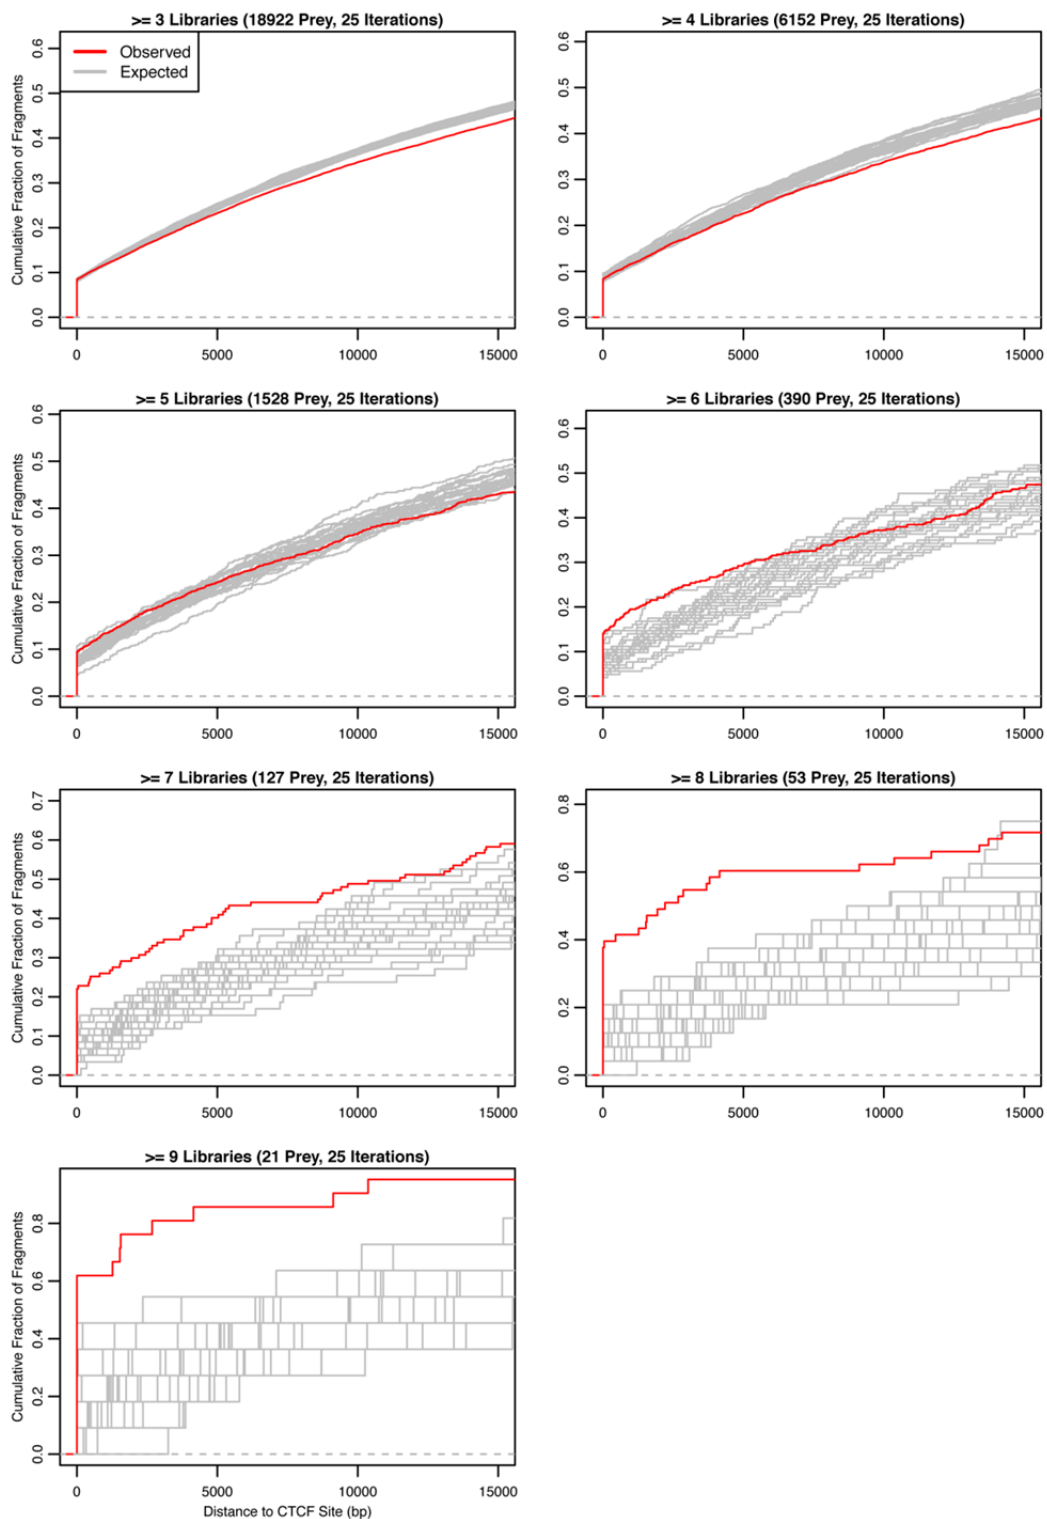 >= 3 Libraries (18922 Prey, 25 Iterations)
Observed
Expected
Cumulative Fraction of Fragments
0.0 0.1 0.2 0.3 0.4 0.5 0.6
0 5000 10000 15000
>= 4 Libraries (6152 Prey, 25 Iterations)
0.0 0.1 0.2 0.3 0.4 0.5 0.6
0 5000 10000 15000
>= 5 Libraries (1528 Prey, 25 Iterations)
Cumulative Fraction of Fragments
0.0 0.1 0.2 0.3 0.4 0.5 0.6
0 5000 10000 15000
>= 6 Libraries (390 Prey, 25 Iterations)
0.0 0.1 0.2 0.3 0.4 0.5 0.6
0 5000 10000 15000
>= 7 Libraries (127 Prey, 25 Iterations)
Cumulative Fraction of Fragments
0.0 0.1 0.2 0.3 0.4 0.5 0.6 0.7
0 5000 10000 15000
>= 8 Libraries (53 Prey, 25 Iterations)
0.0 0.2 0.4 0.6 0.8
0 5000 10000 15000
>= 9 Libraries (21 Prey, 25 Iterations)
Cumulative Fraction of Fragments
0.0 0.2 0.4 0.6 0.8
0 5000 10000 15000
Distance to CTCF Site (bp)